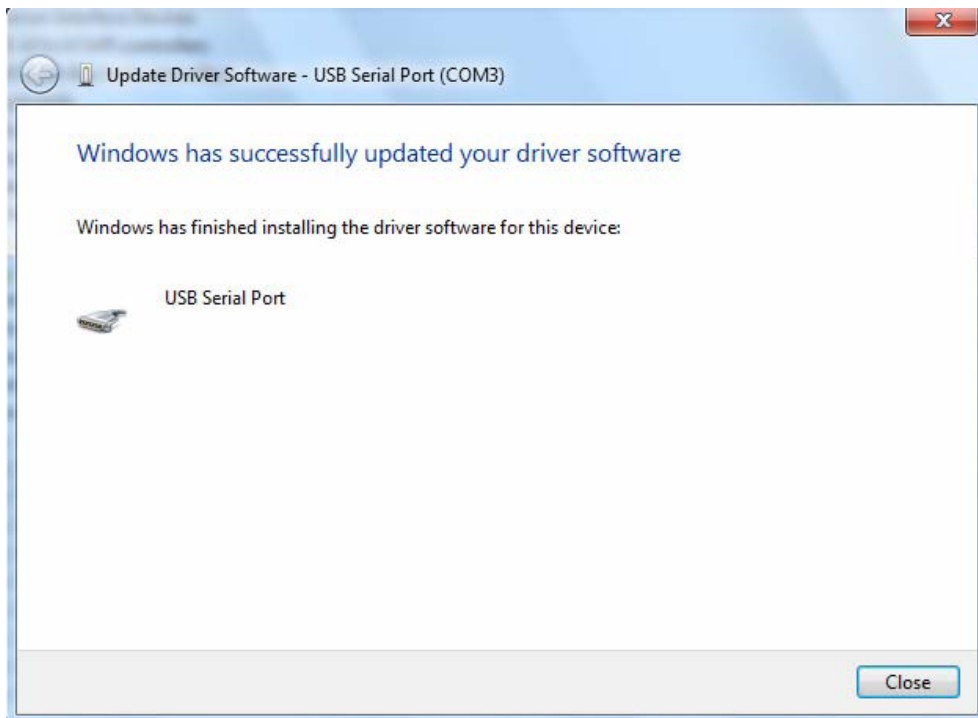 Update Driver Software - USB Serial Port (COM3)
Windows has successfully updated your driver software
Windows has finished installing the driver software for this device:
USB Serial Port
Close